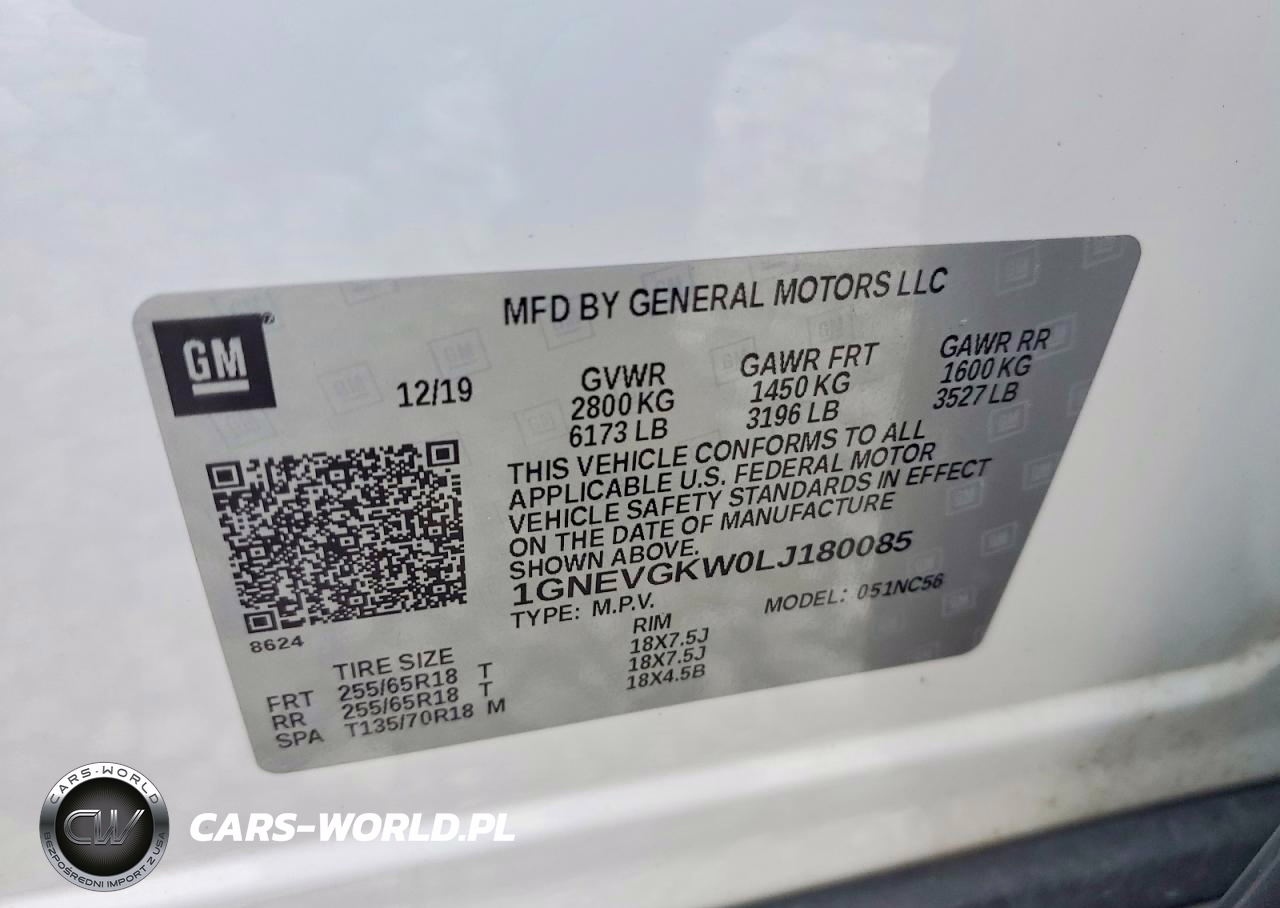 MFD BY GENERAL MOTORS LLC
GM
12/19
GVWR
2800 KG
6173 LB
GAWR FRT
1450 KG
3196 LB
GAWR RR
1600 KG
3527 LB
THIS VEHICLE CONFORMS TO ALL
APPLICABLE U.S. FEDERAL MOTOR
VEHICLE SAFETY STANDARDS IN EFFECT
ON THE DATE OF MANUFACTURE
SHOWN ABOVE.
1GNEVGKW0LJ180085
TYPE: M.P.V. MODEL: 051NC56
8624
TIRE SIZE RIM
FRT 255/65R18 T 18X7.5J
RR 255/65R18 T 18X7.5J
SPA T135/70R18 M 18X4.5B
CARS-WORLD
CW
BEZPOŚREDNI IMPORT Z USA
CARS-WORLD.PL